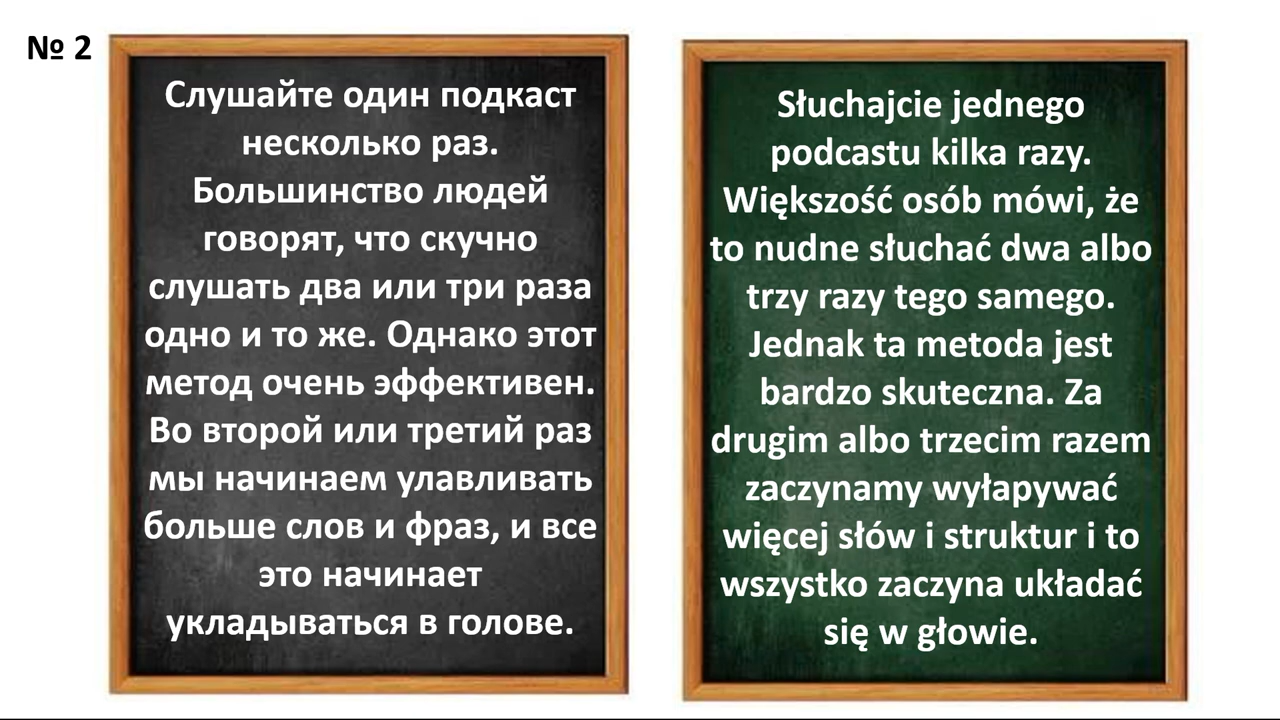 № 2
Слушайте один подкаст
несколько раз.
Большинство людей
говорят, что скучно
слушать два или три раза
одно и то же. Однако этот
метод очень эффективен.
Во второй или третий раз
мы начинаем улавливать
больше слов и фраз, и все
это начинает
укладываться в голове.
Słuchajcie jednego
podcastu kilka razy.
Większość osób mówi, że
to nudne słuchać dwa albo
trzy razy tego samego.
Jednak ta metoda jest
bardzo skuteczna. Za
drugim albo trzecim razem
zaczynamy wyłapywać
więcej słów i struktur i to
wszystko zaczyna układać
się w głowie.